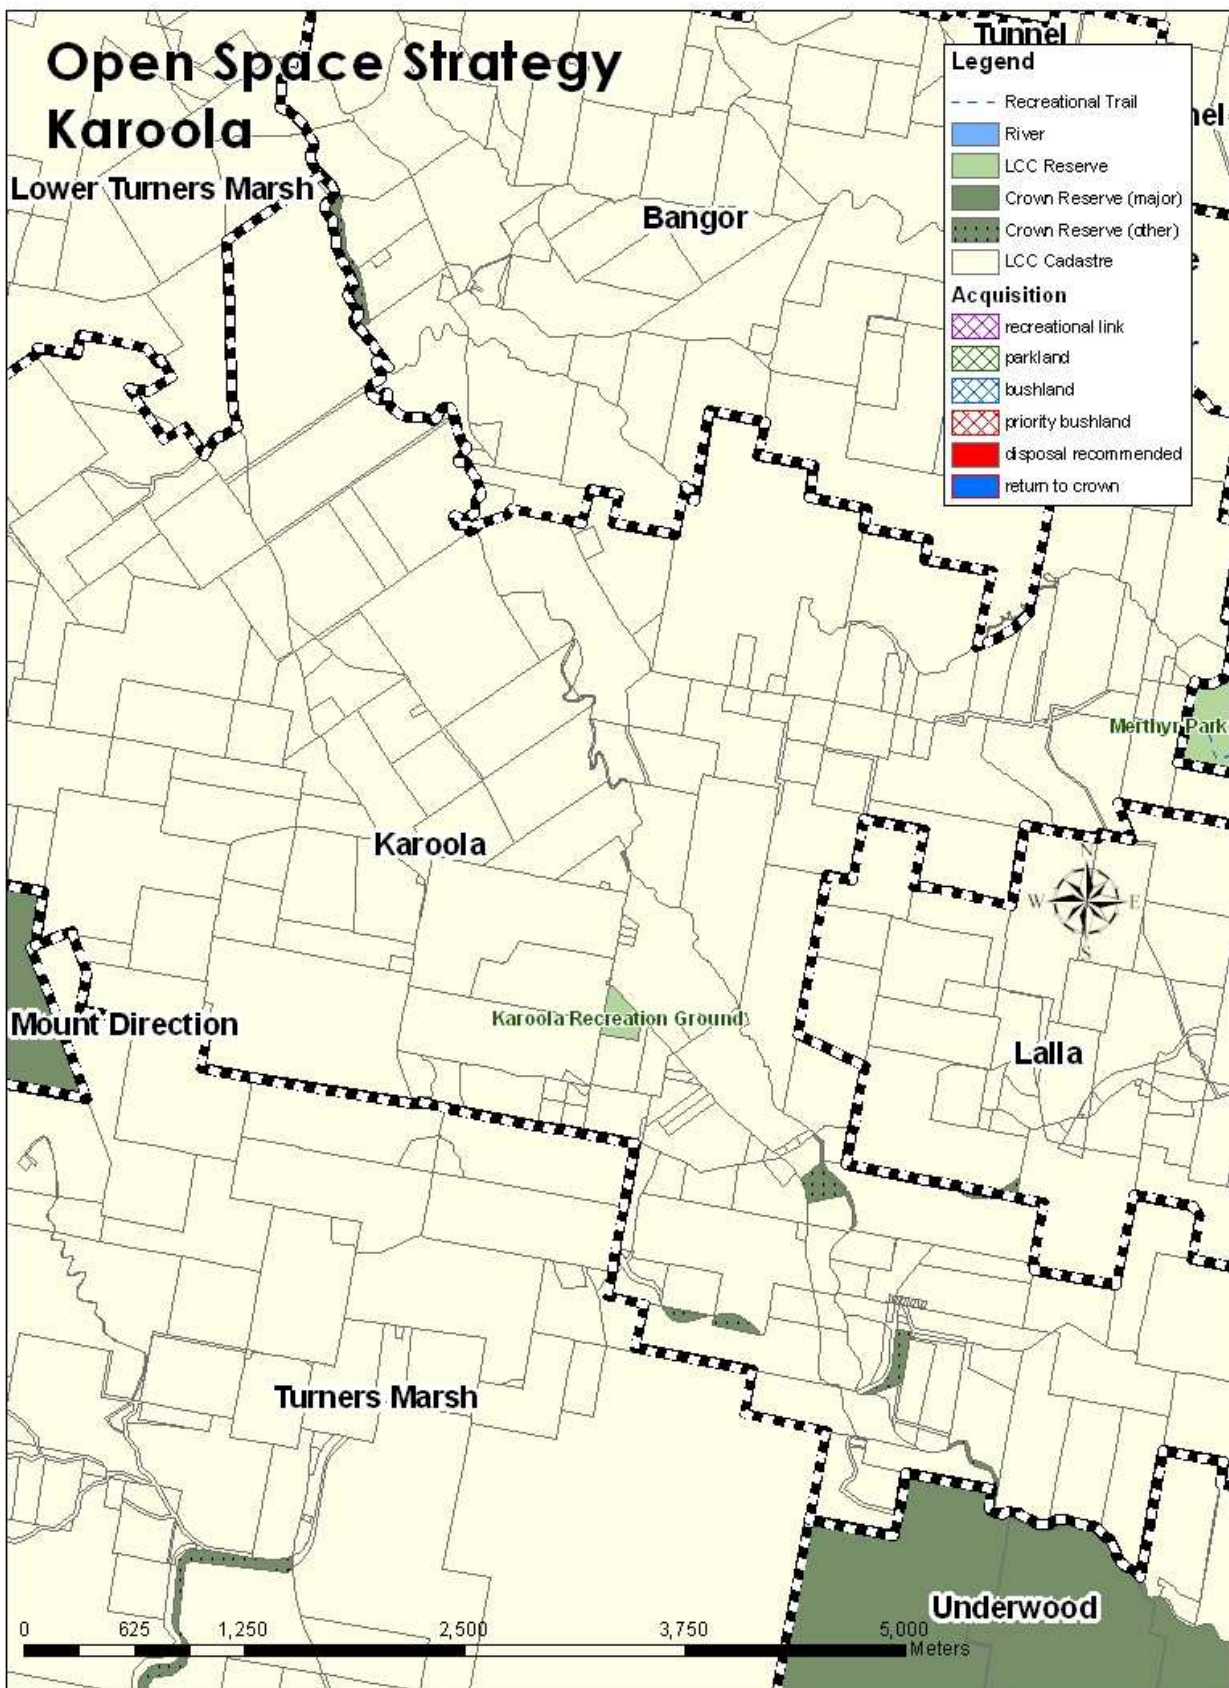 Open Space Strategy
Karoola
Tunnel
Legend
Recreational Trail
River
LCC Reserve
Crown Reserve (major)
Crown Reserve (other)
LCC Cadastre
Acquisition
recreational link
parkland
bushland
priority bushland
disposal recommended
return to crown
nel
Lower Turners Marsh
Bangor
Merthyr Park
Karoola
N
W
E
S
Mount Direction
Karoola Recreation Ground
Lalla
Turners Marsh
Underwood
0 625 1,250 2,500 3,750 5,000
Meters